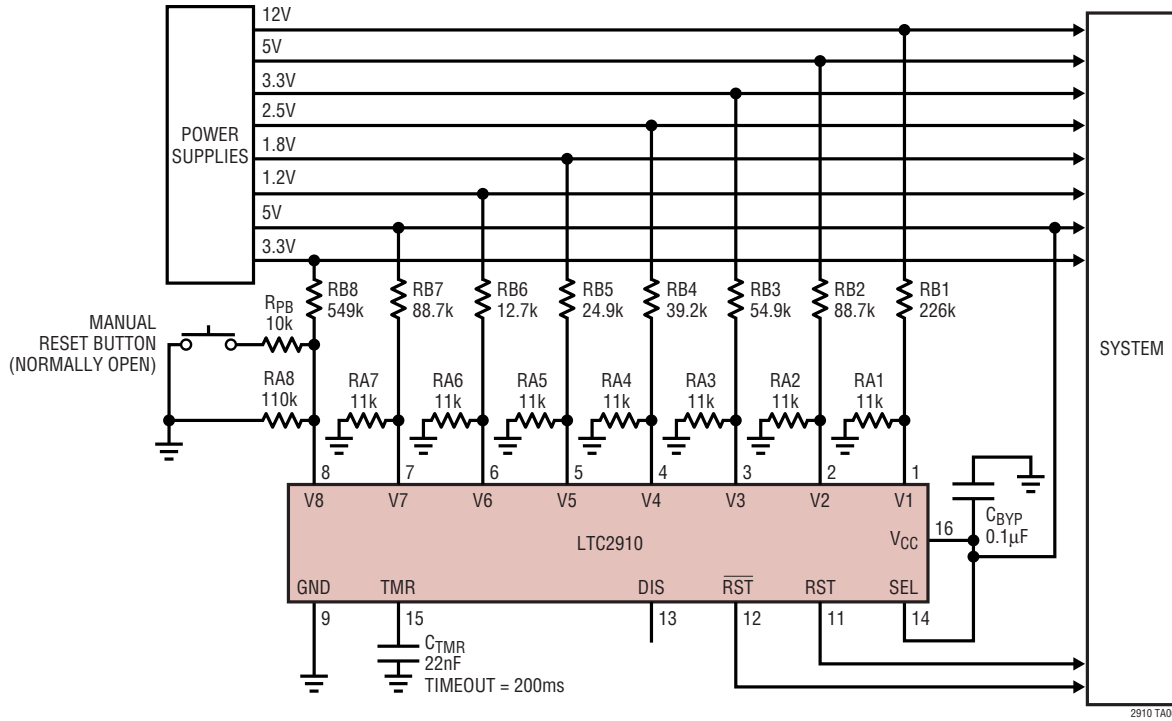 12V
5V
3.3V
2.5V
1.8V
1.2V
5V
3.3V
POWER
SUPPLIES
SYSTEM
MANUAL
RESET BUTTON
(NORMALLY OPEN)
RPB
10k
RB8
549k
RB7
88.7k
RB6
12.7k
RB5
24.9k
RB4
39.2k
RB3
54.9k
RB2
88.7k
RB1
226k
RA8
110k
RA7
11k
RA6
11k
RA5
11k
RA4
11k
RA3
11k
RA2
11k
RA1
11k
8
7
6
5
4
3
2
1
V8
V7
V6
V5
V4
V3
V2
V1
LTC2910
VCC
16
CBYP
0.1µF
GND
TMR
DIS
RST
RST
SEL
9
15
13
12
11
14
CTMR
22nF
TIMEOUT = 200ms